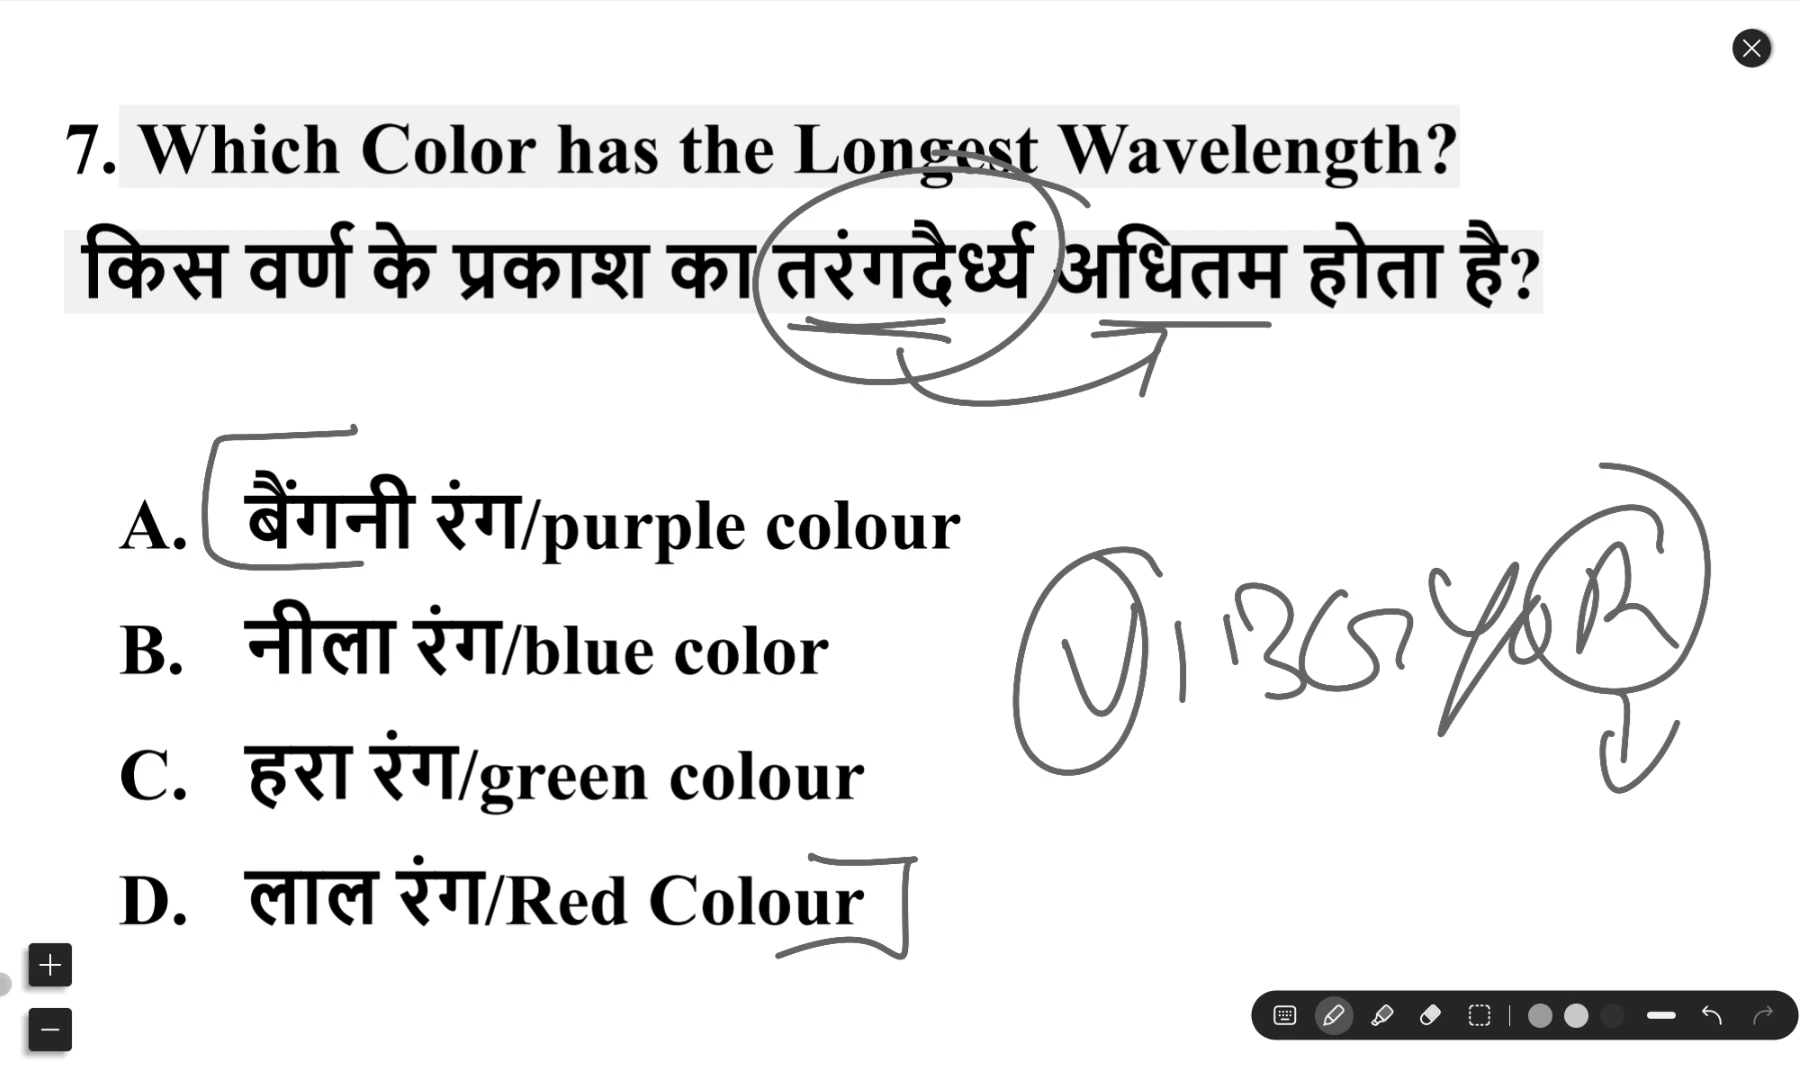 7. Which Color has the Longest Wavelength?
किस वर्ण के प्रकाश का तरंगदैर्ध्य अधितम होता है?
A. बैंगनी रंग/purple colour
B. नीला रंग/blue color
C. हरा रंग/green colour
D. लाल रंग/Red Colour
VIBGYOR